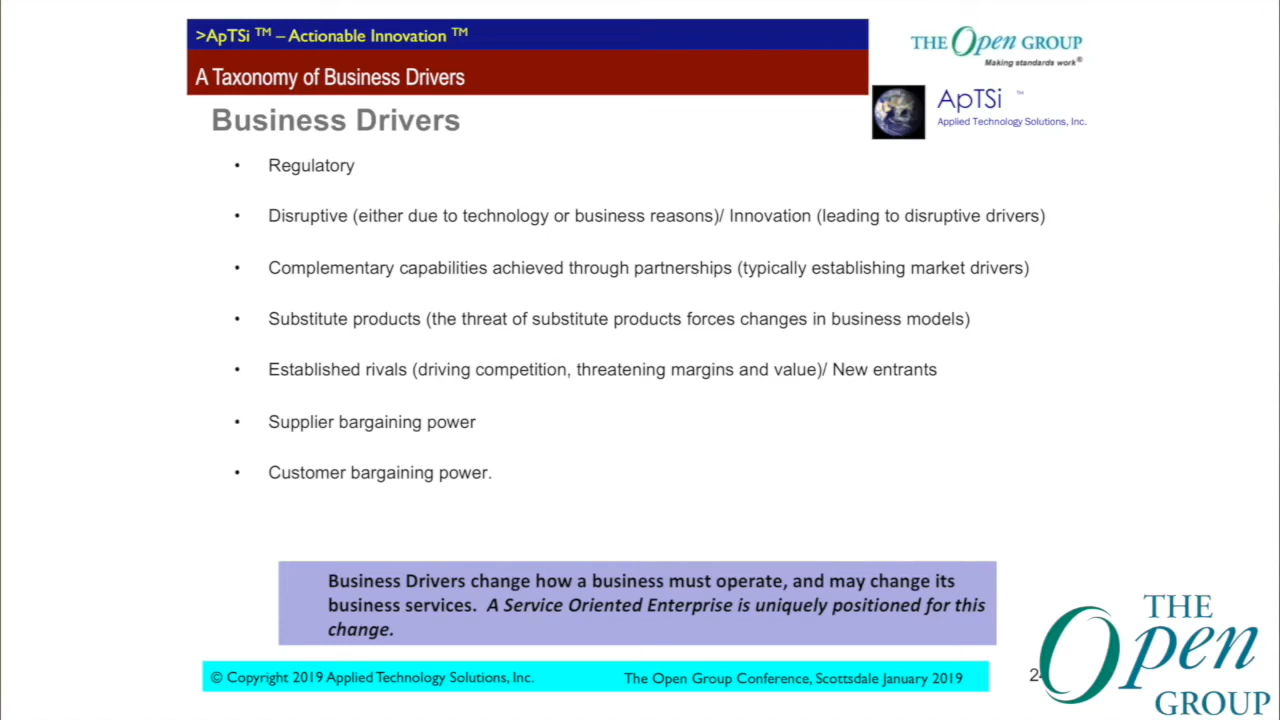 >ApTSi ™ – Actionable Innovation ™
A Taxonomy of Business Drivers
THE Open GROUP
Making standards work®
ApTSi ™
Applied Technology Solutions, Inc.
Business Drivers
• Regulatory
• Disruptive (either due to technology or business reasons)/ Innovation (leading to disruptive drivers)
• Complementary capabilities achieved through partnerships (typically establishing market drivers)
• Substitute products (the threat of substitute products forces changes in business models)
• Established rivals (driving competition, threatening margins and value)/ New entrants
• Supplier bargaining power
• Customer bargaining power.
Business Drivers change how a business must operate, and may change its
business services. A Service Oriented Enterprise is uniquely positioned for this
change.
© Copyright 2019 Applied Technology Solutions, Inc.
The Open Group Conference, Scottsdale January 2019
THE
Open
GROUP